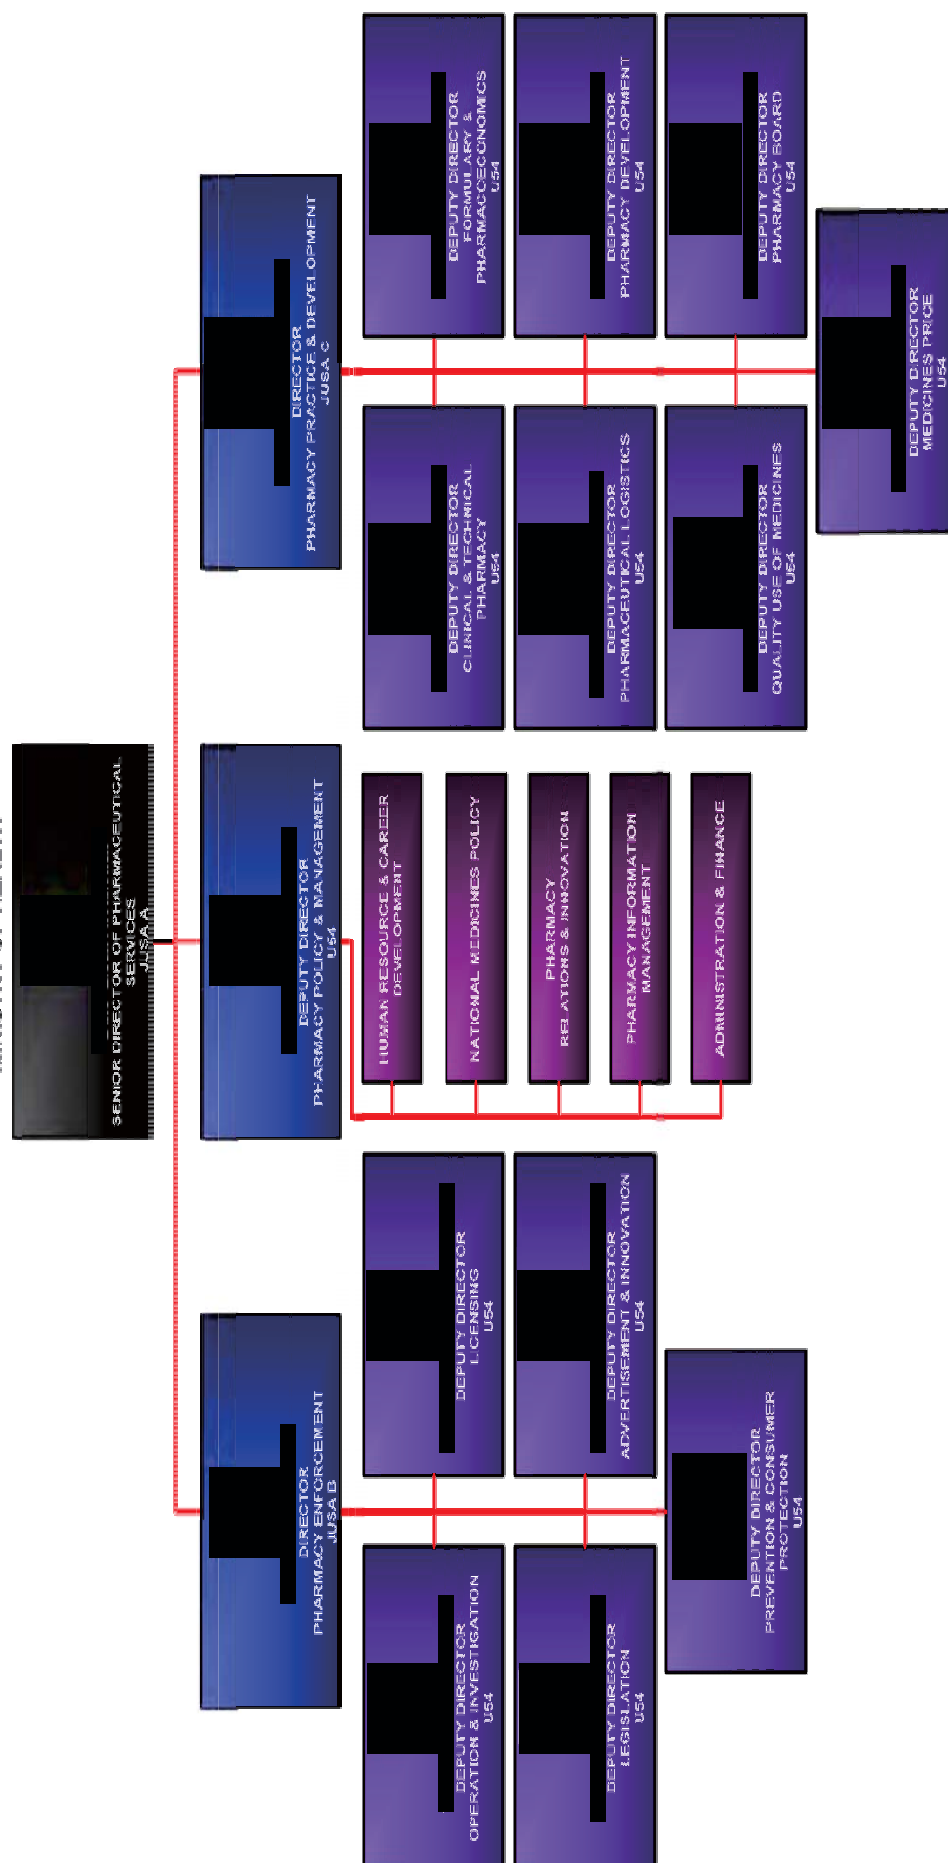 SENIOR DIRECTOR OF PHARMACEUTICAL
SERVICES
JUSA A
DIRECTOR
PHARMACY ENFORCEMENT
JUSA B
DEPUTY DIRECTOR
PHARMACY POLICY & MANAGEMENT
U54
DIRECTOR
PHARMACY PRACTICE & DEVELOPMENT
JUSA C
DEPUTY DIRECTOR
OPERATION & INVESTIGATION
U54
DEPUTY DIRECTOR
LICENSING
U54
DEPUTY DIRECTOR
LEGISLATION
U54
DEPUTY DIRECTOR
ADVERTISEMENT & INNOVATION
U54
DEPUTY DIRECTOR
PREVENTION & CONSUMER
PROTECTION
U54
HUMAN RESOURCE & CAREER
DEVELOPMENT
NATIONAL MEDICINES POLICY
PHARMACY
RELATIONS & INNOVATION
PHARMACY INFORMATION
MANAGEMENT
ADMINISTRATION & FINANCE
DEPUTY DIRECTOR
CLINICAL & TECHNICAL
PHARMACY
U54
DEPUTY DIRECTOR
FORMULARY &
PHARMACOECONOMICS
U54
DEPUTY DIRECTOR
PHARMACEUTICAL LOGISTICS
U54
DEPUTY DIRECTOR
PHARMACY DEVELOPMENT
U54
DEPUTY DIRECTOR
QUALITY USE OF MEDICINES
U54
DEPUTY DIRECTOR
PHARMACY BOARD
U54
DEPUTY DIRECTOR
MEDICINES PRICE
U54